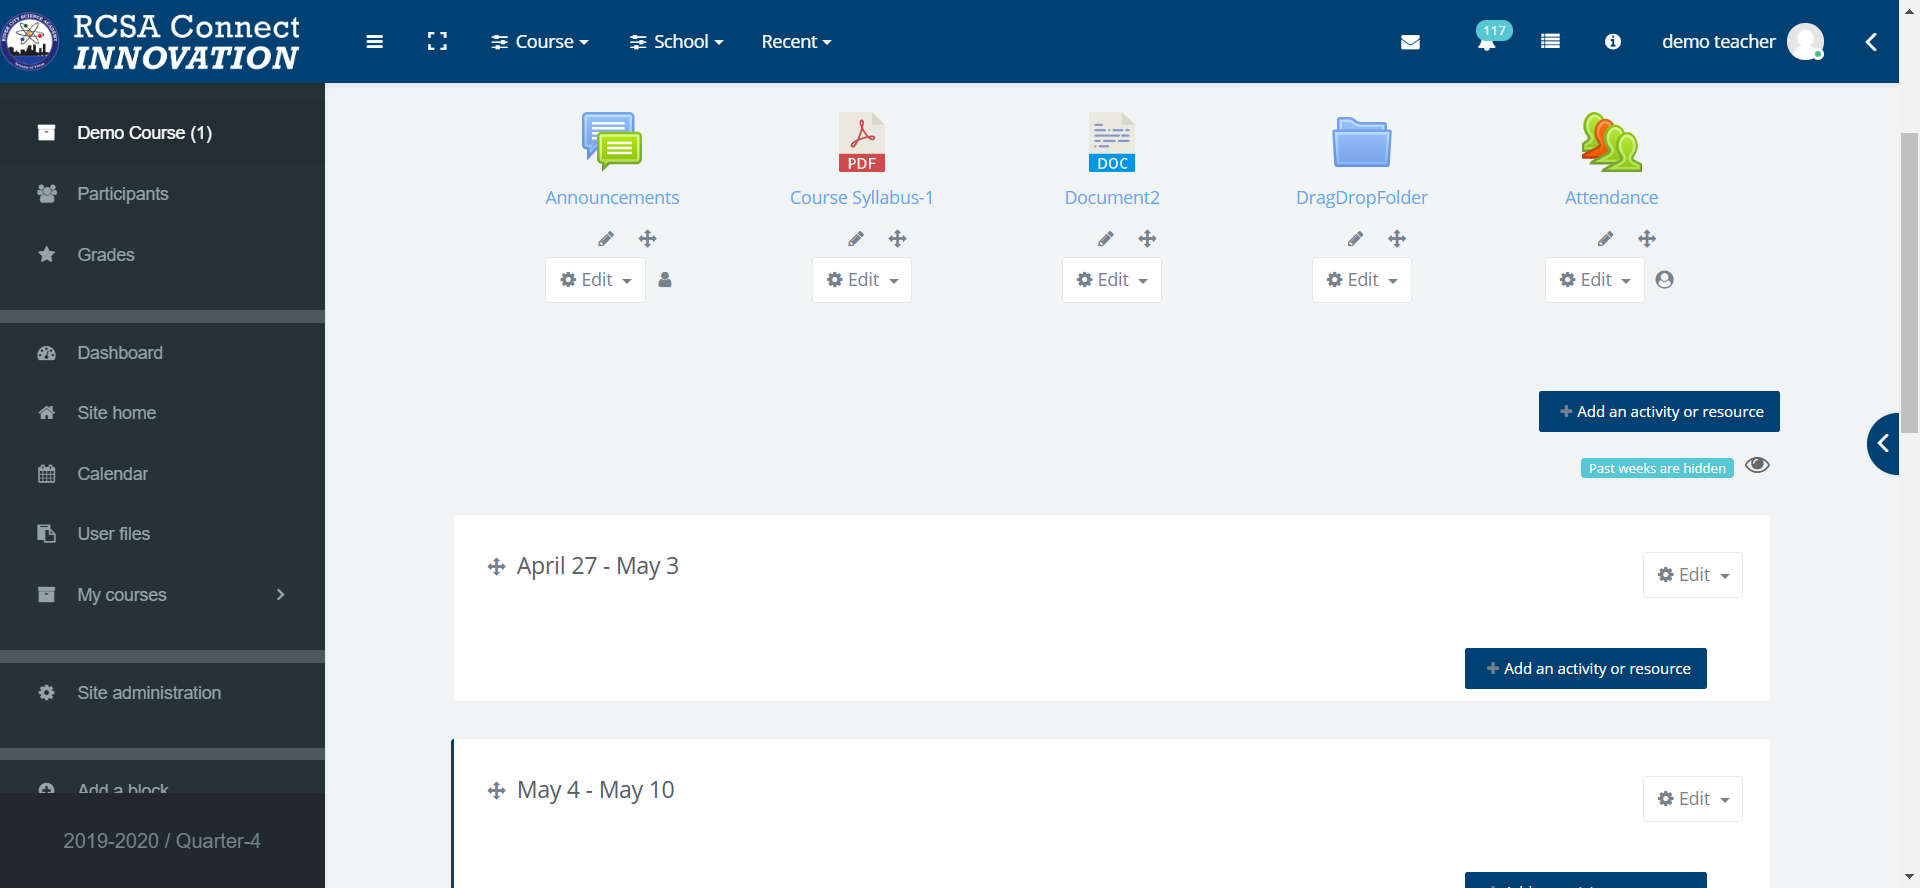 RCSA Connect
INNOVATION
Course
School
Recent
117
demo teacher
Demo Course (1)
Participants
Grades
Dashboard
Site home
Calendar
User files
My courses
Site administration
Add a block
2019-2020 / Quarter-4
PDF
DOC
Announcements
Course Syllabus-1
Document2
DragDropFolder
Attendance
Edit
Edit
Edit
Edit
Edit
+ Add an activity or resource
Past weeks are hidden
April 27 - May 3
Edit
+ Add an activity or resource
May 4 - May 10
Edit